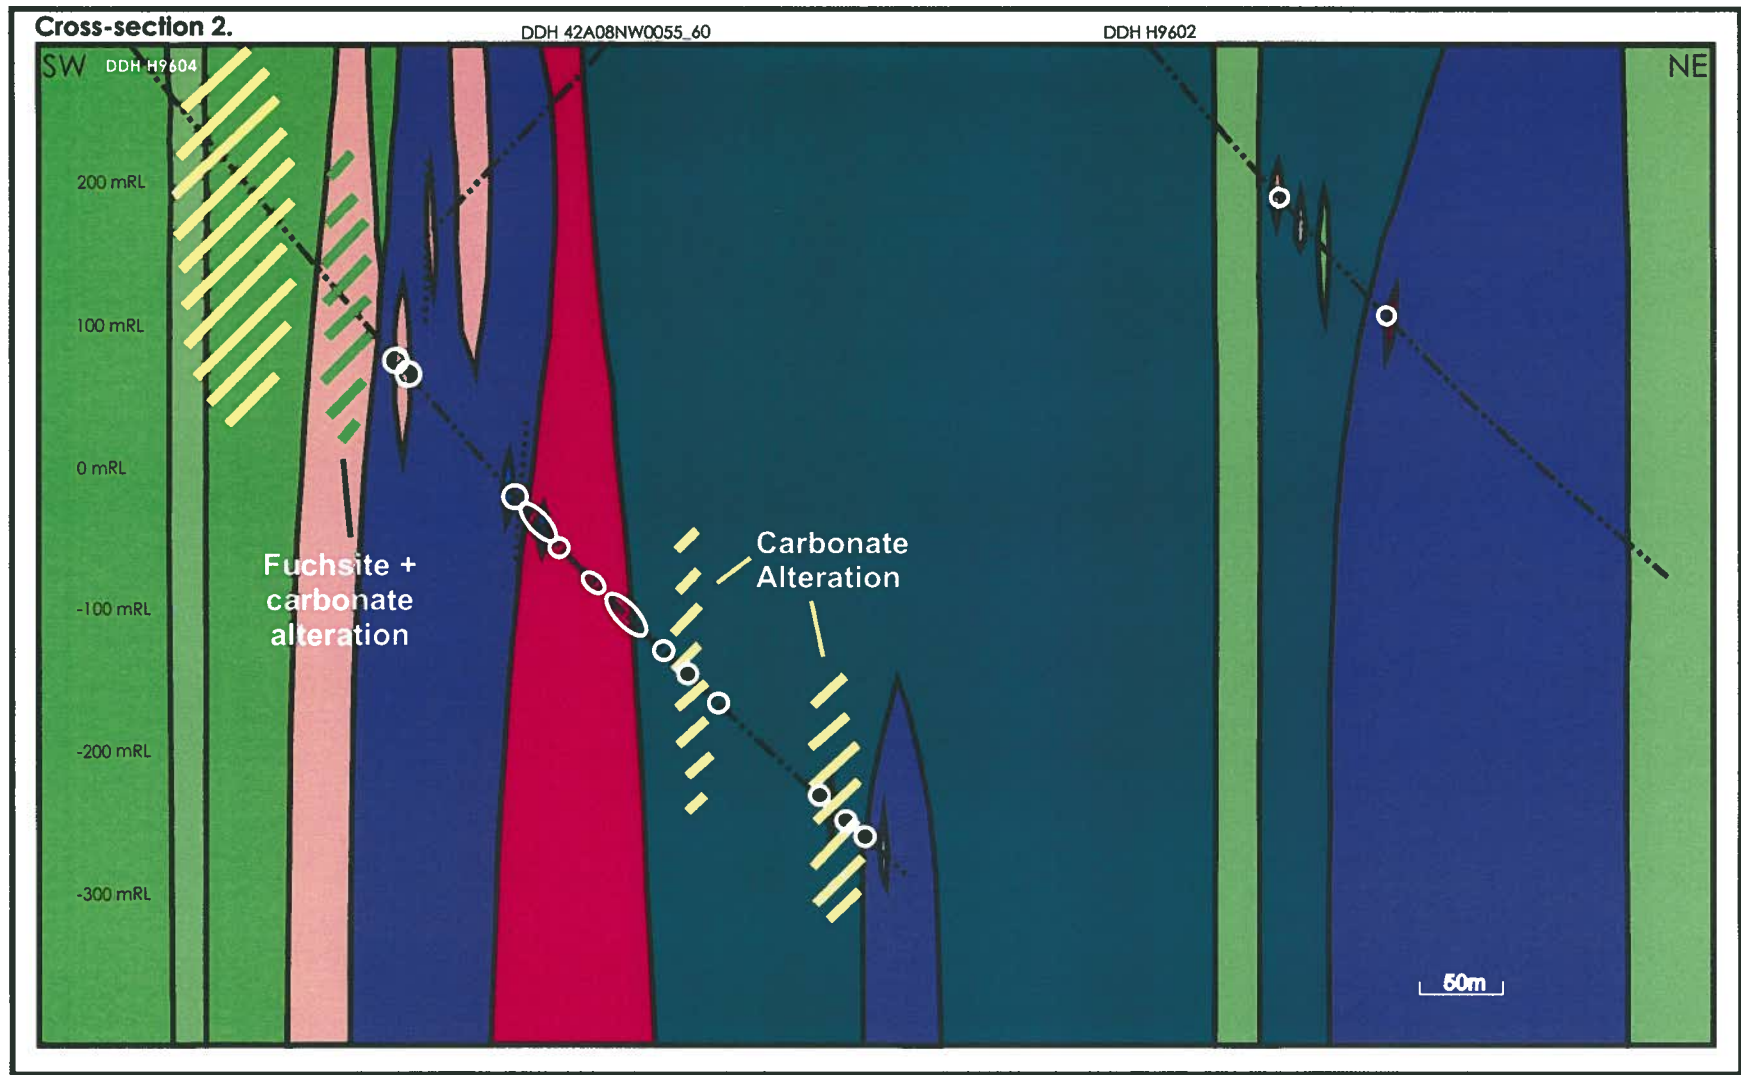 Cross-section 2.
DDH 42A08NW0055_60
DDH H9602
SW
DDH H9604
NE
200 mRL
100 mRL
0 mRL
-100 mRL
-200 mRL
-300 mRL
Fuchsite +
carbonate
alteration
Carbonate
Alteration
50m